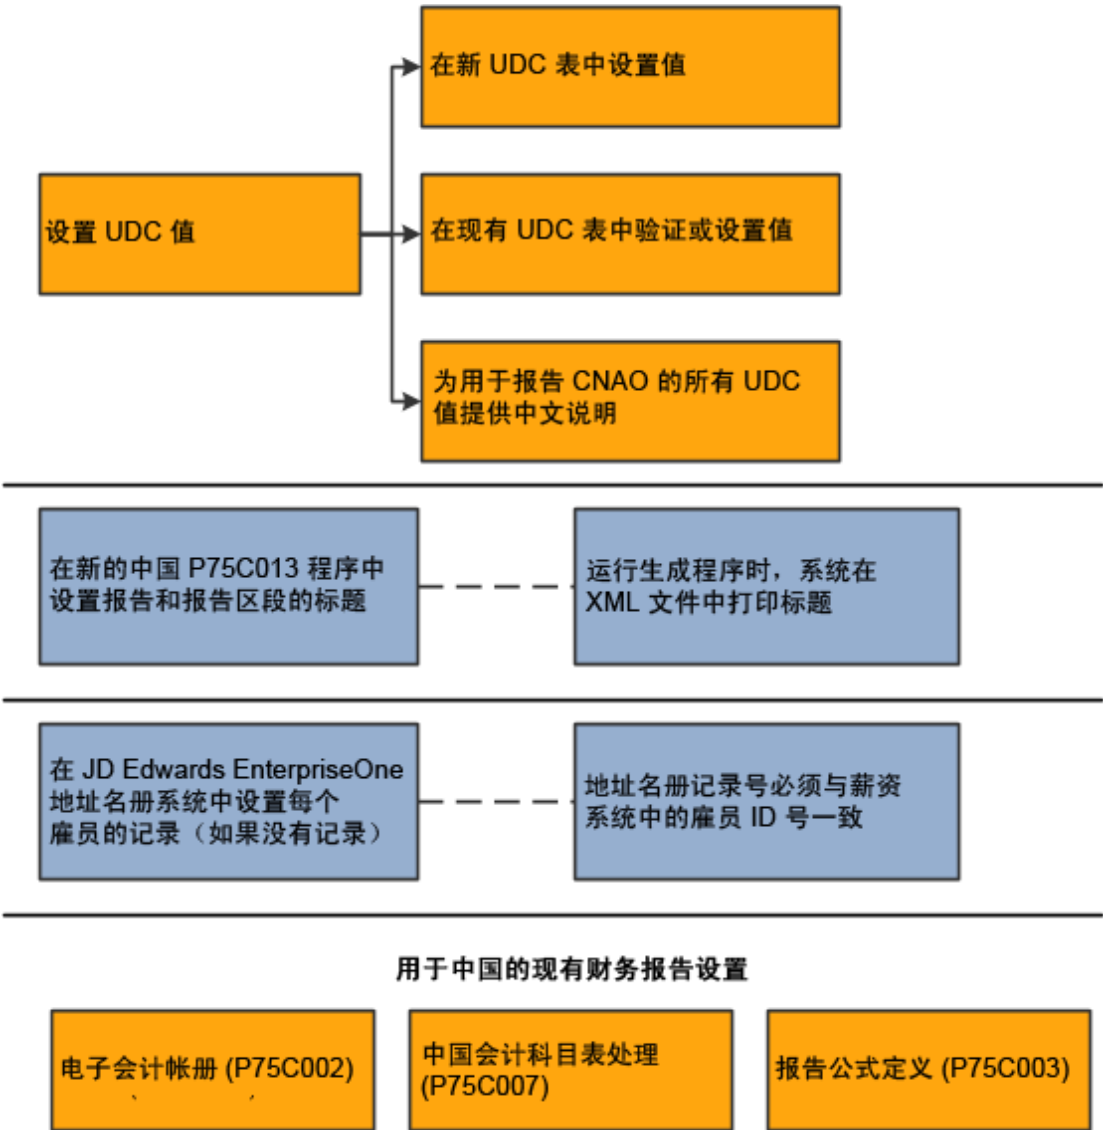 在新 UDC 表中设置值
设置 UDC 值
在现有 UDC 表中验证或设置值
为用于报告 CNAO 的所有 UDC
值提供中文说明
在新的中国 P75C013 程序中
设置报告和报告区段的标题
运行生成程序时，系统在
XML 文件中打印标题
在 JD Edwards EnterpriseOne
地址名册系统中设置每个
雇员的记录（如果没有记录）
地址名册记录号必须与薪资
系统中的雇员 ID 号一致
用于中国的现有财务报告设置
电子会计帐册 (P75C002)
中国会计科目表处理
(P75C007)
报告公式定义 (P75C003)